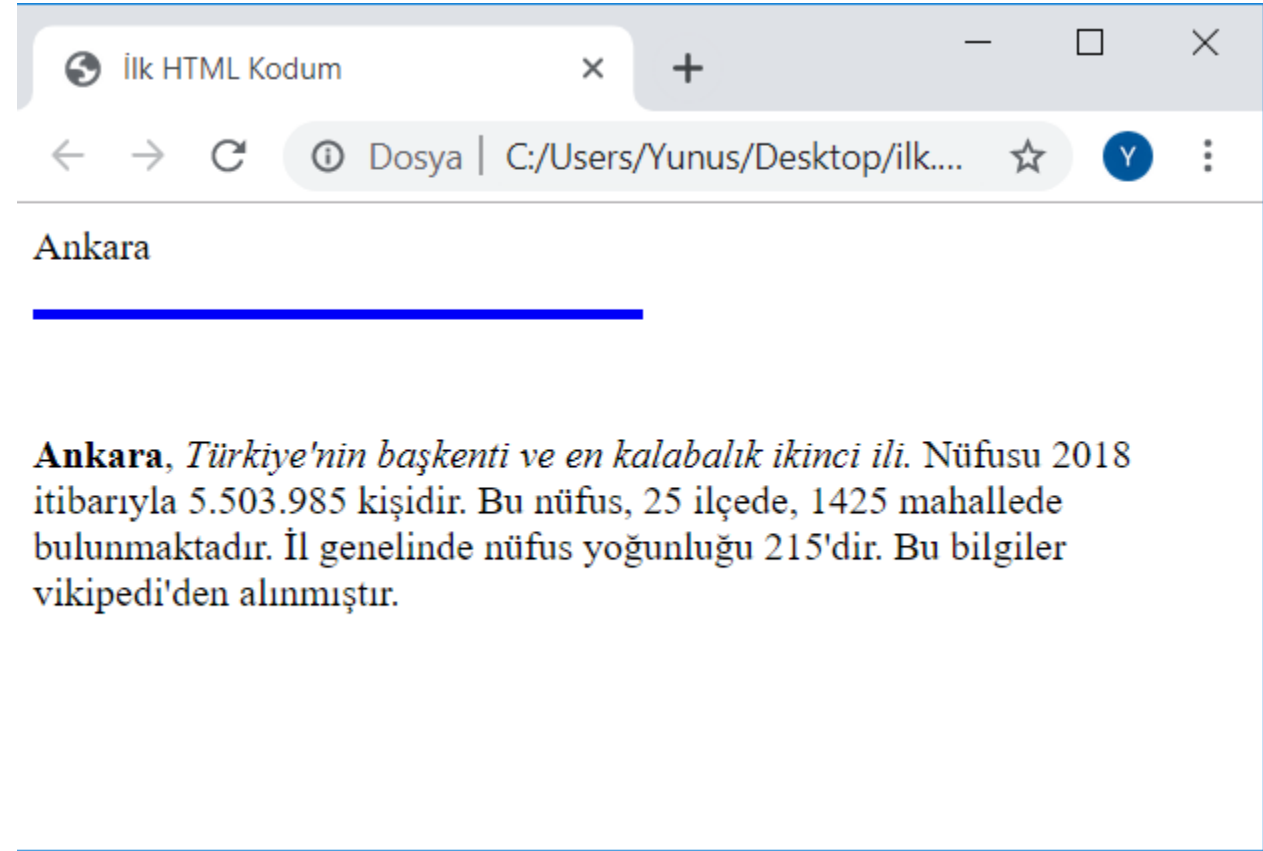 İlk HTML Kodum
Dosya | C:/Users/Yunus/Desktop/ilk.... Y
Ankara
Ankara, Türkiye'nin başkenti ve en kalabalık ikinci ili. Nüfusu 2018
itibarıyla 5.503.985 kişidir. Bu nüfus, 25 ilçede, 1425 mahallede
bulunmaktadır. İl genelinde nüfus yoğunluğu 215'dir. Bu bilgiler
vikipedi'den alınmıştır.